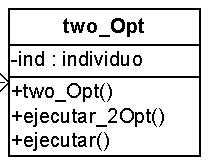 two_Opt
-ind : individuo
+two_Opt()
+ejecutar_2Opt()
+ejecutar()